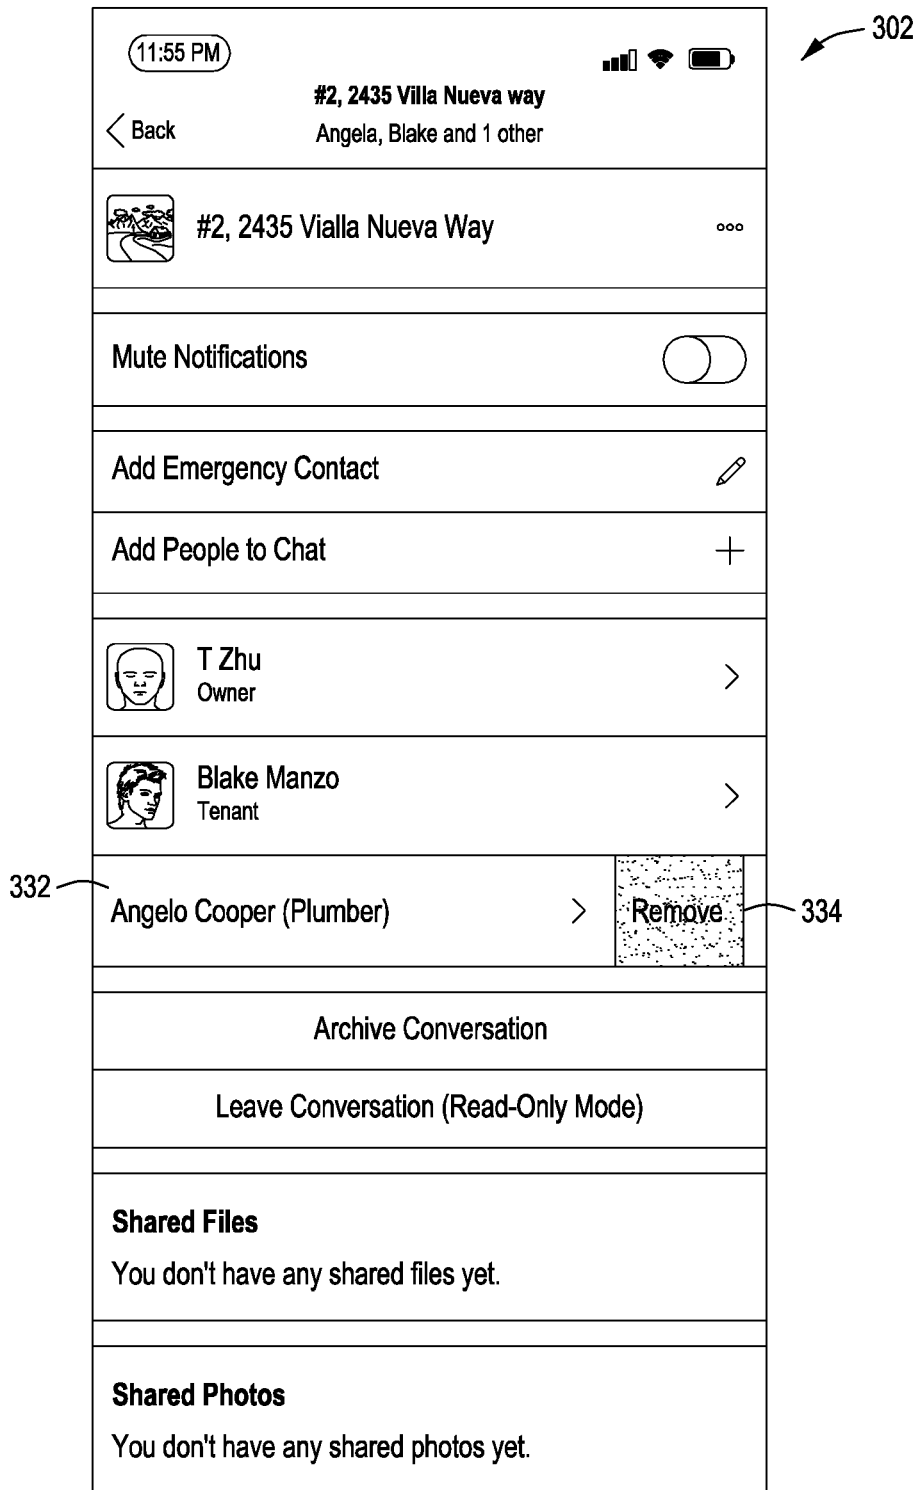 302
11:55 PM
#2, 2435 Villa Nueva way
Back
Angela, Blake and 1 other
#2, 2435 Vialla Nueva Way
Mute Notifications
Add Emergency Contact
Add People to Chat
T Zhu
Owner
Blake Manzo
Tenant
332
Angelo Cooper (Plumber)
Remove
334
Archive Conversation
Leave Conversation (Read-Only Mode)
Shared Files
You don't have any shared files yet.
Shared Photos
You don't have any shared photos yet.